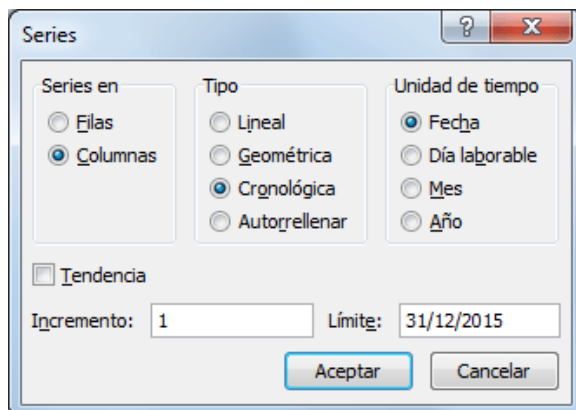 Series
Series en
Filas
Columnas
Tipo
Lineal
Geométrica
Cronológica
Autorrellenar
Unidad de tiempo
Fecha
Día laborable
Mes
Año
Tendencia
Incremento: 1
Límite: 31/12/2015
Aceptar
Cancelar